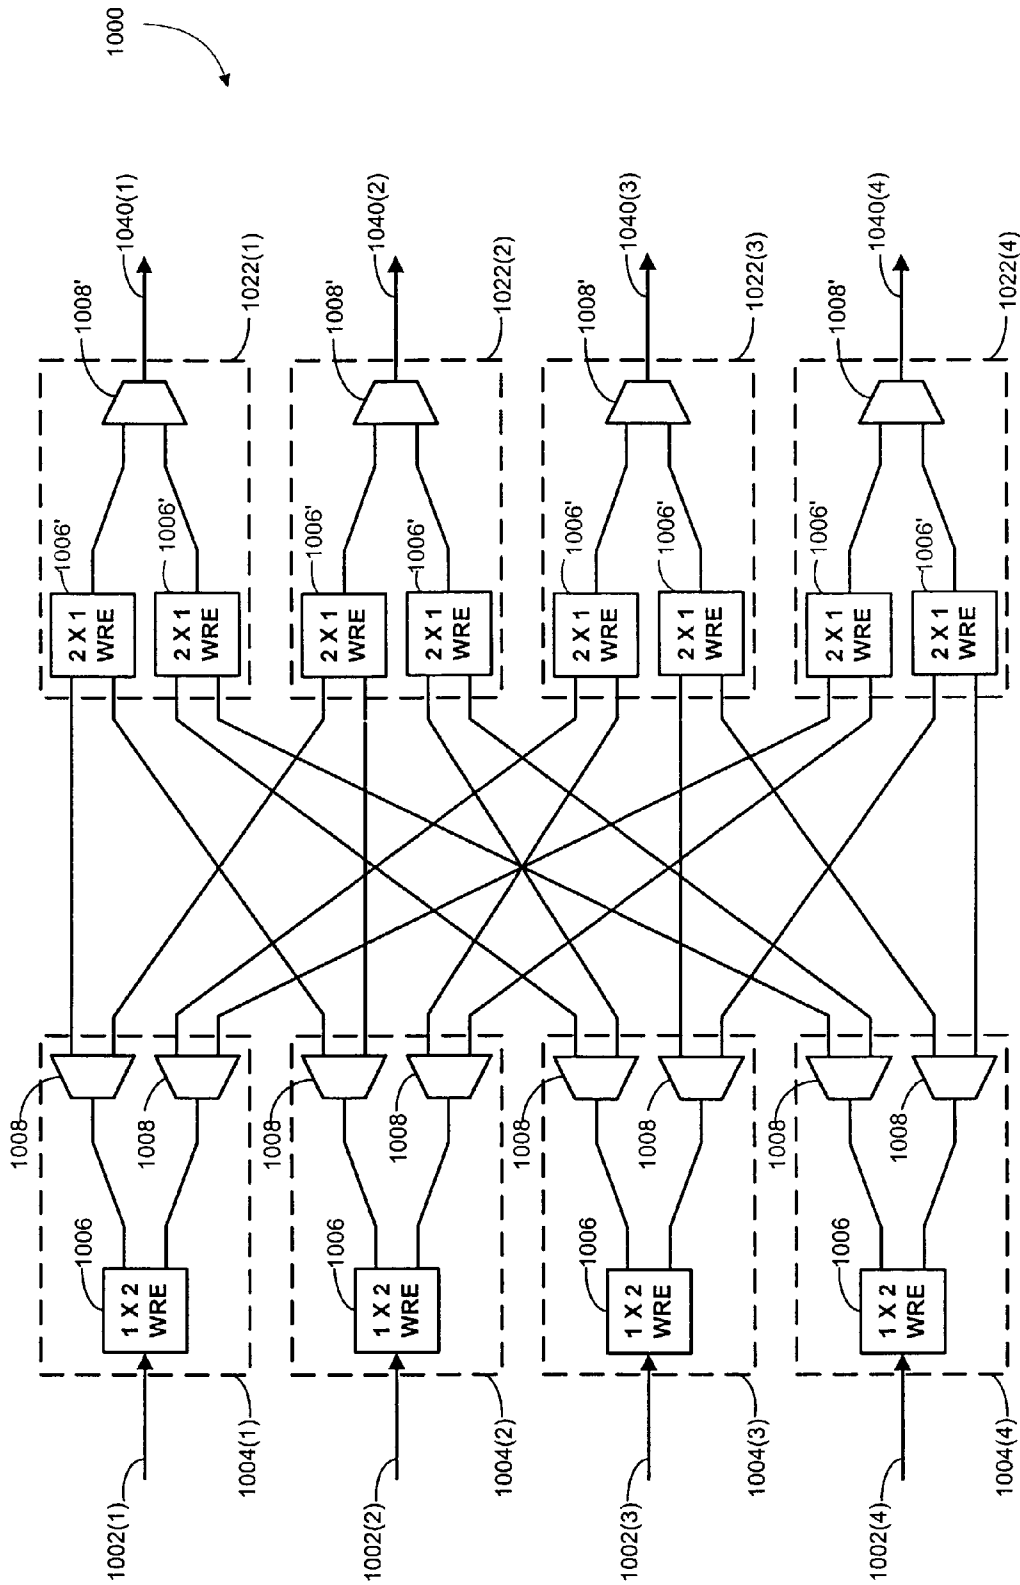 1000
1040(1)
1008'
1022(1)
1006'
1006'
2 X 1
WRE
2 X 1
WRE
1008
1008
1006
1 X 2
WRE
1002(1)
1004(1)
1040(2)
1008'
1022(2)
1006'
1006'
2 X 1
WRE
2 X 1
WRE
1008
1008
1006
1 X 2
WRE
1002(2)
1004(2)
1040(3)
1008'
1022(3)
1006'
1006'
2 X 1
WRE
2 X 1
WRE
1008
1008
1006
1 X 2
WRE
1002(3)
1004(3)
1040(4)
1008'
1022(4)
1006'
1006'
2 X 1
WRE
2 X 1
WRE
1008
1008
1006
1 X 2
WRE
1002(4)
1004(4)